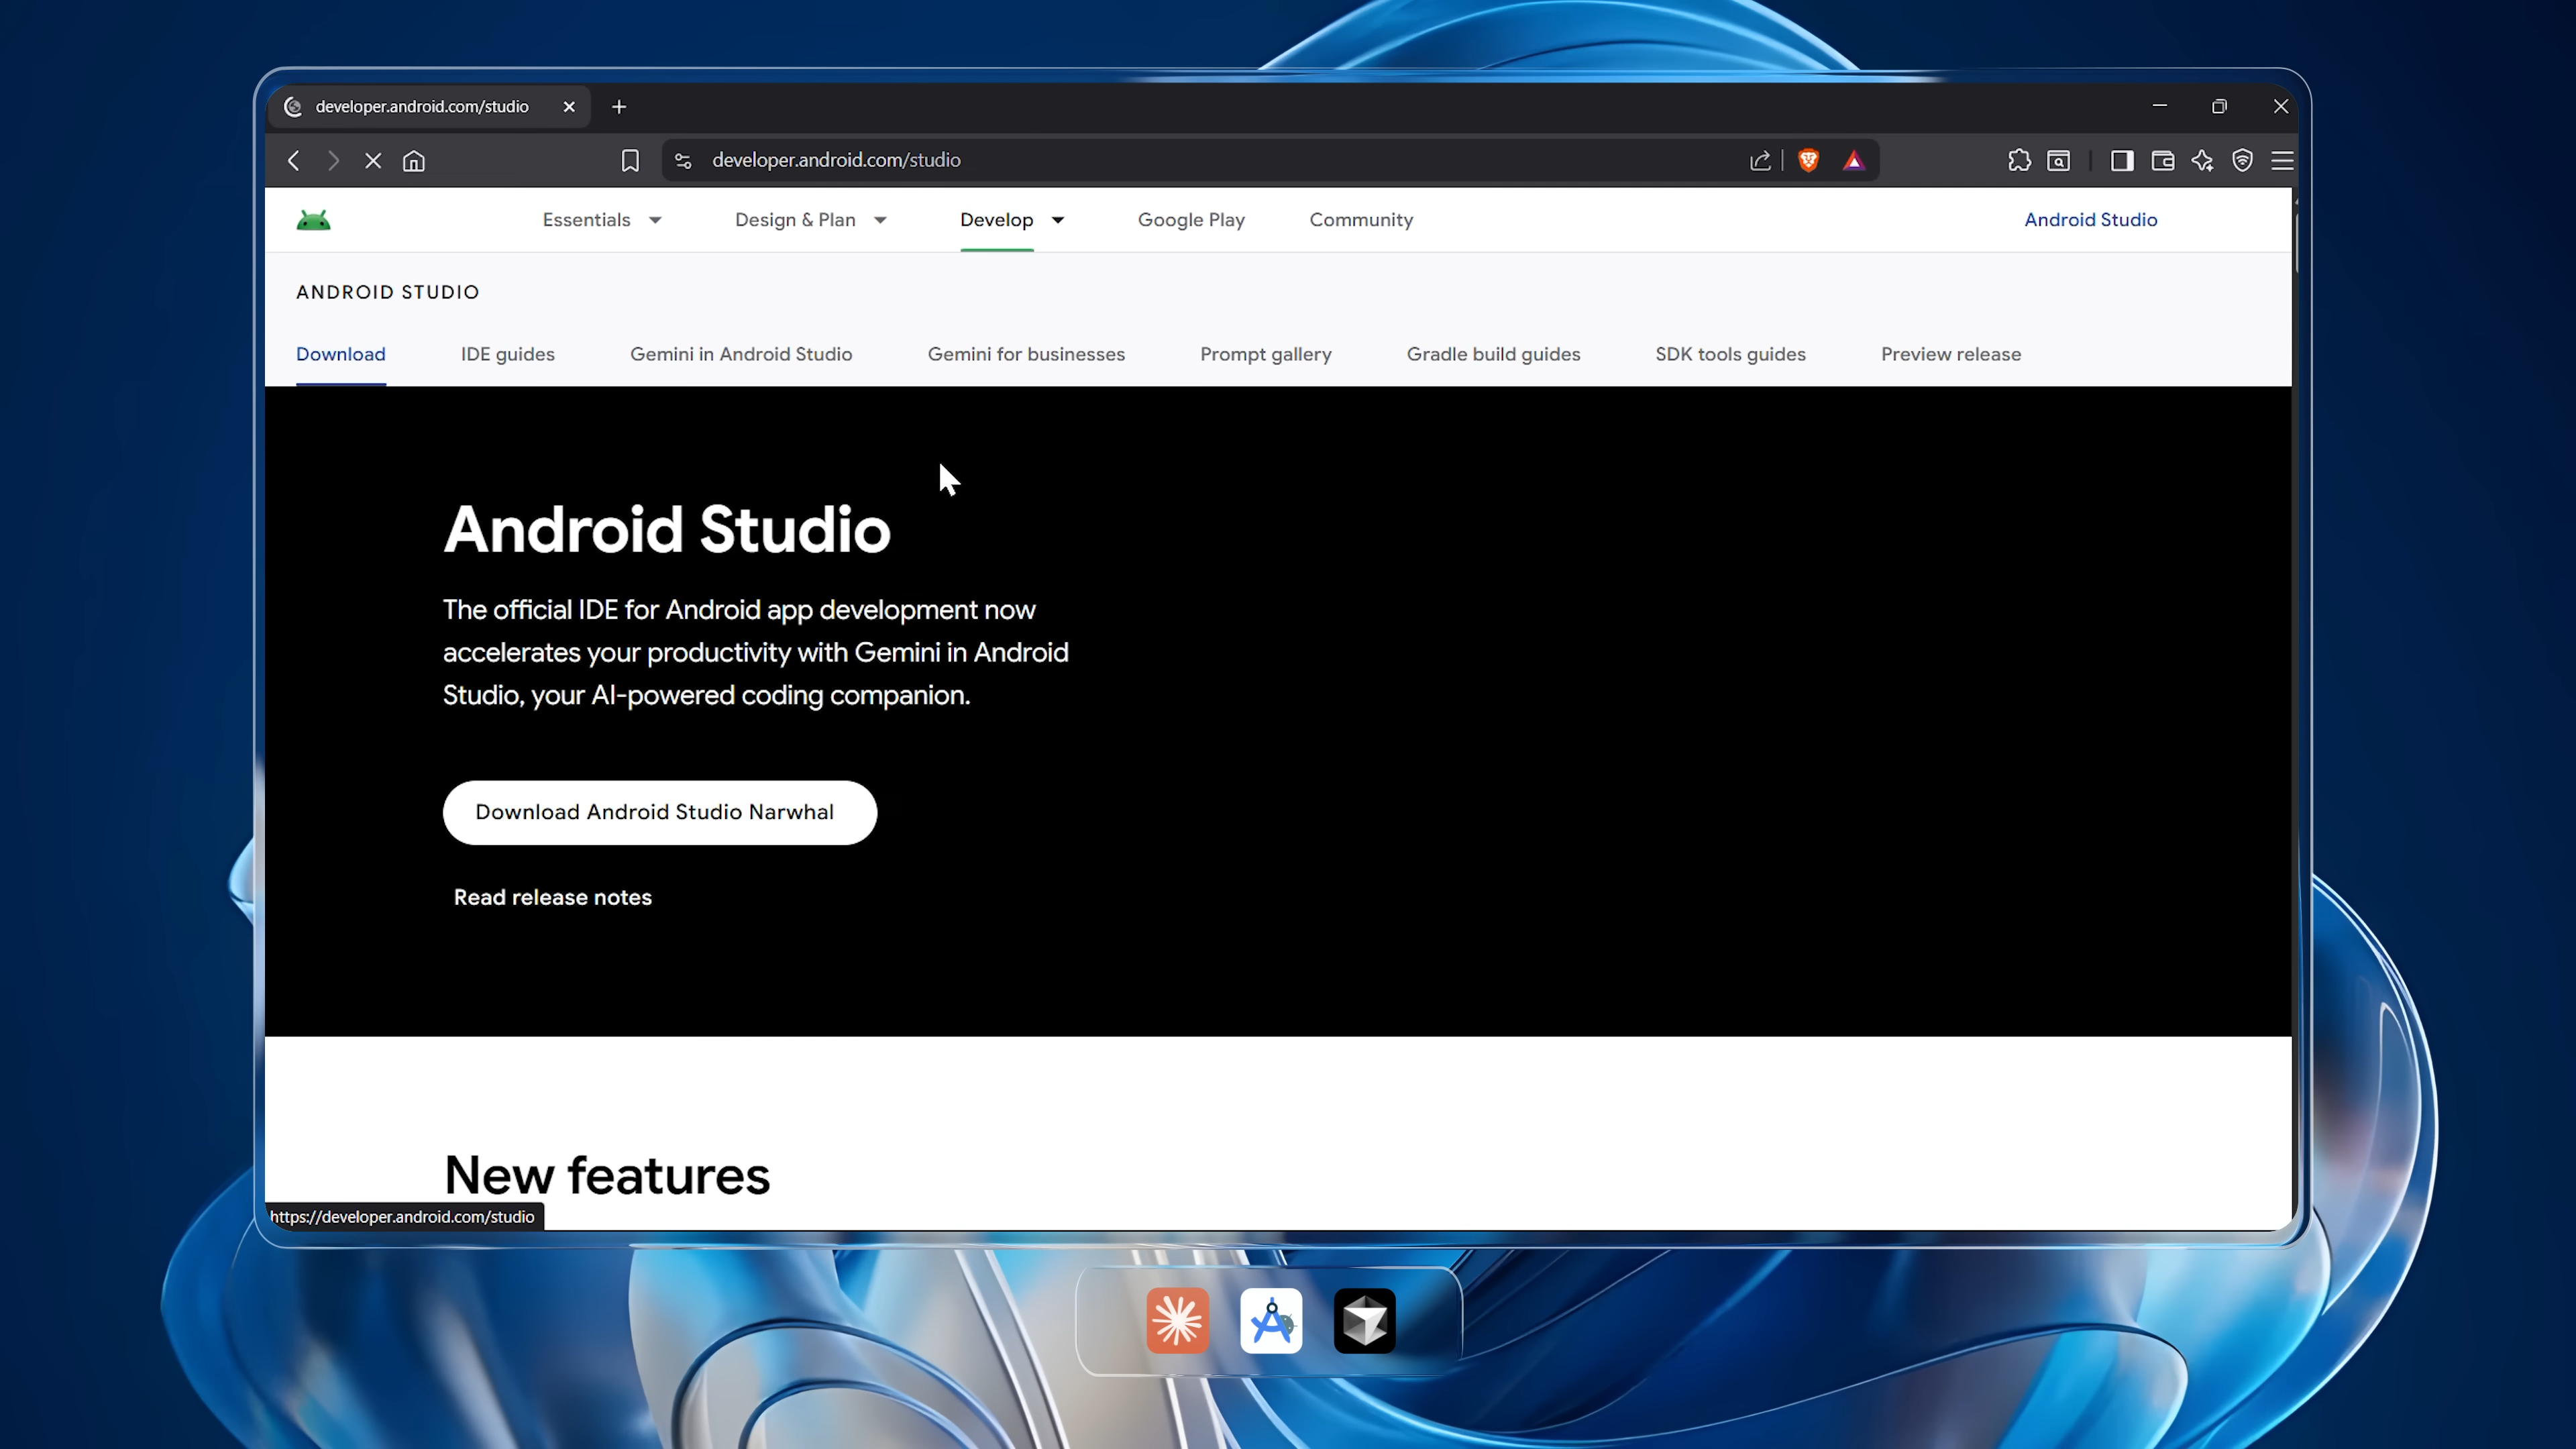 developer.android.com/studio
developer.android.com/studio
Essentials
Design & Plan
Develop
Google Play
Community
Android Studio
ANDROID STUDIO
Download
IDE guides
Gemini in Android Studio
Gemini for businesses
Prompt gallery
Gradle build guides
SDK tools guides
Preview release
Android Studio
The official IDE for Android app development now
accelerates your productivity with Gemini in Android
Studio, your AI-powered coding companion.
Download Android Studio Narwhal
Read release notes
New features
https://developer.android.com/studio